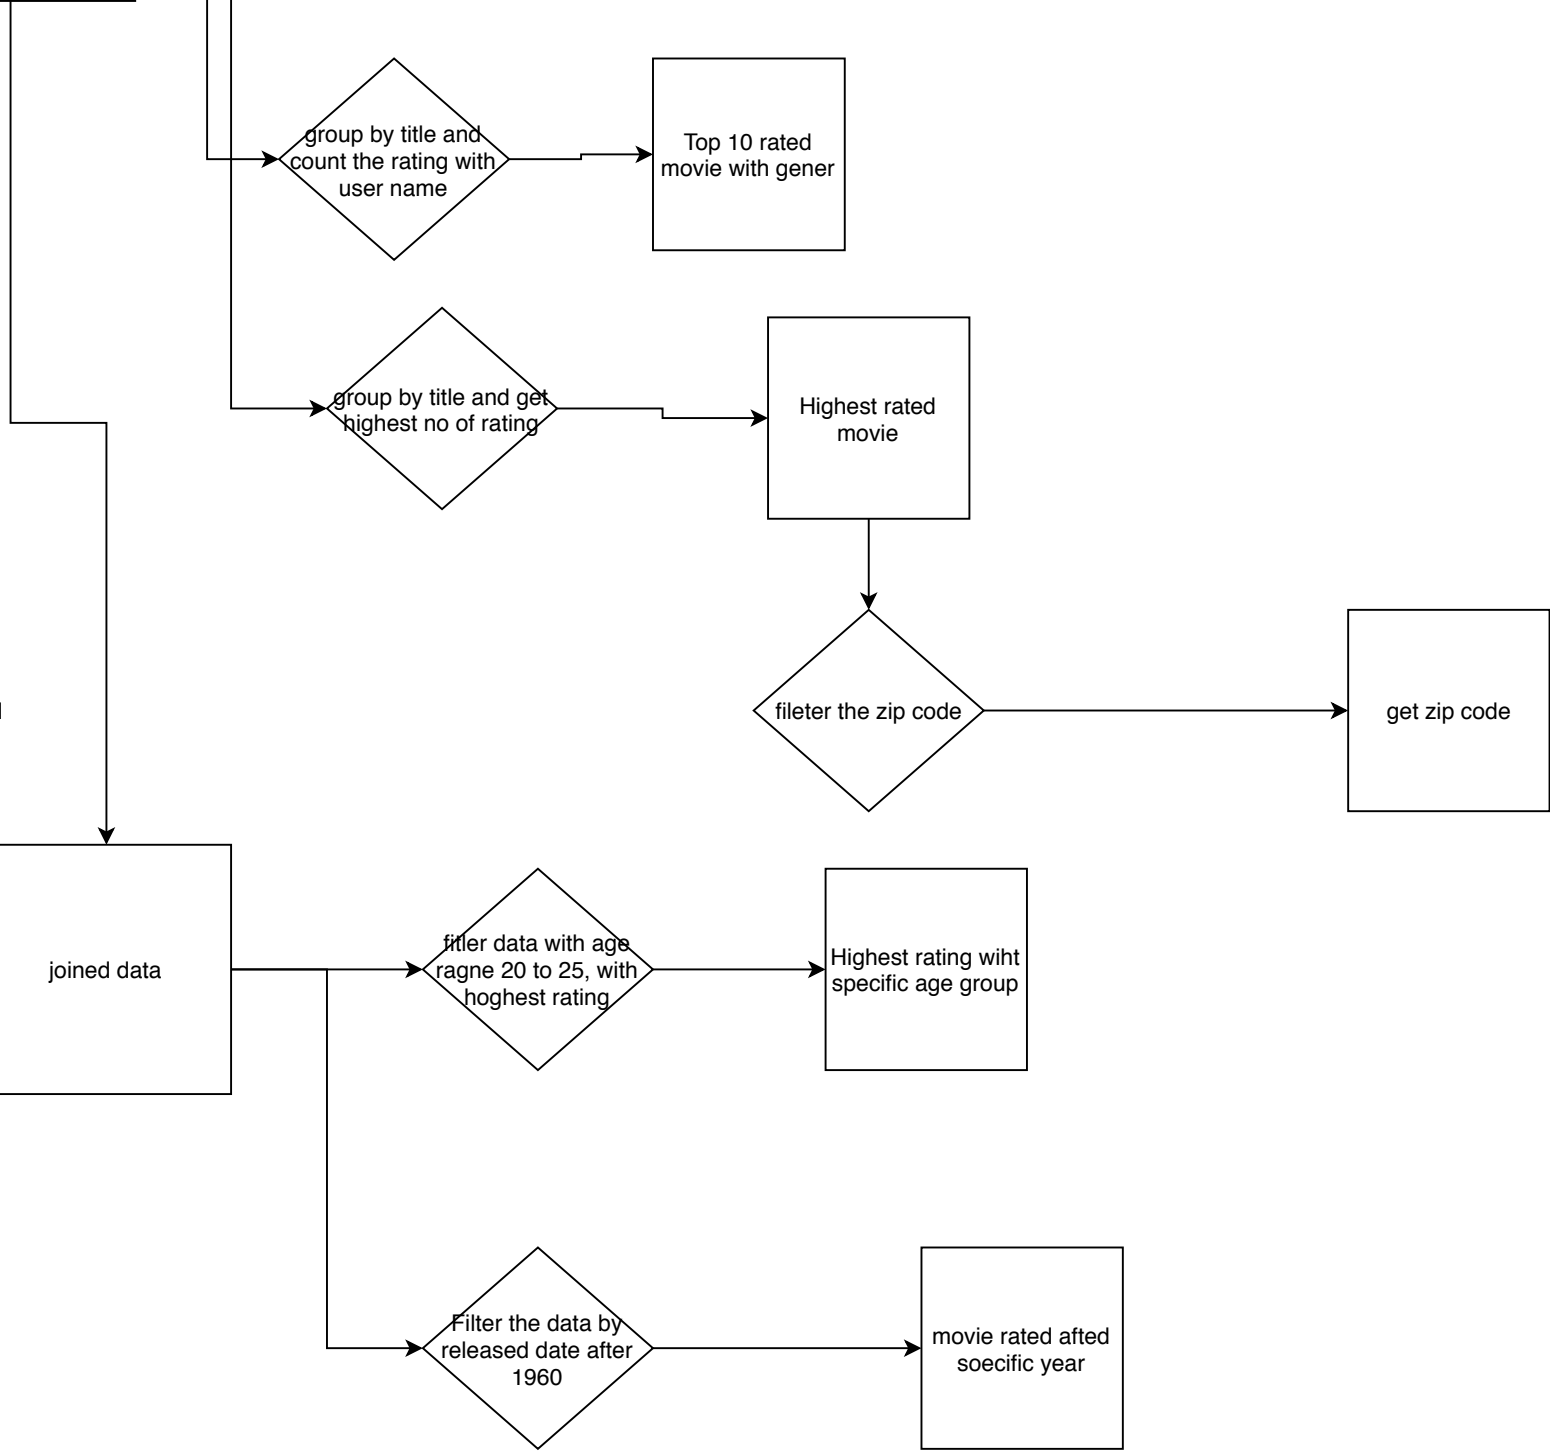 group by title and
count the rating with
user name
Top 10 rated
movie with gener
group by title and get
highest no of rating
Highest rated
movie
fileter the zip code
get zip code
joined data
fitler data with age
ragne 20 to 25, with
hoghest rating
Highest rating wiht
specific age group
Filter the data by
released date after
1960
movie rated afted
soecific year